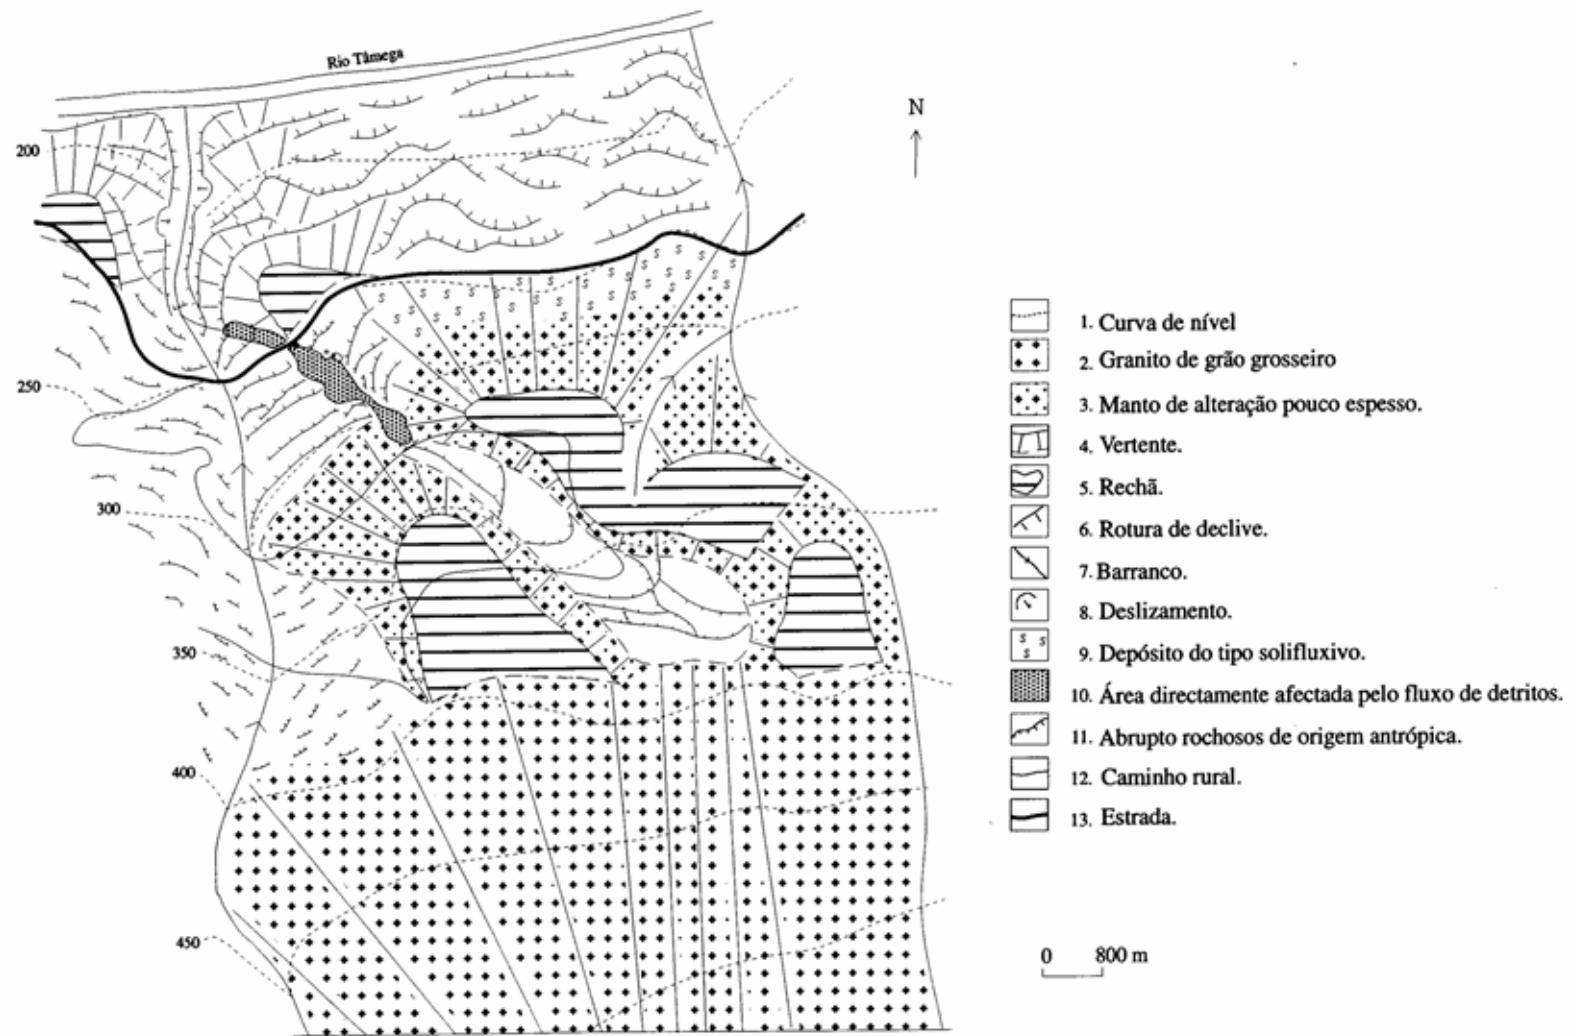 Rio Tâmega
N
200
250
300
350
400
450
1. Curva de nível
2. Granito de grão grosseiro
3. Manto de alteração pouco espesso.
4. Vertente.
5. Rechã.
6. Rotura de declive.
7. Barranco.
8. Deslizamento.
9. Depósito do tipo solifluxivo.
10. Área directamente afectada pelo fluxo de detritos.
11. Abrupto rochosos de origem antrópica.
12. Caminho rural.
13. Estrada.
0 800 m